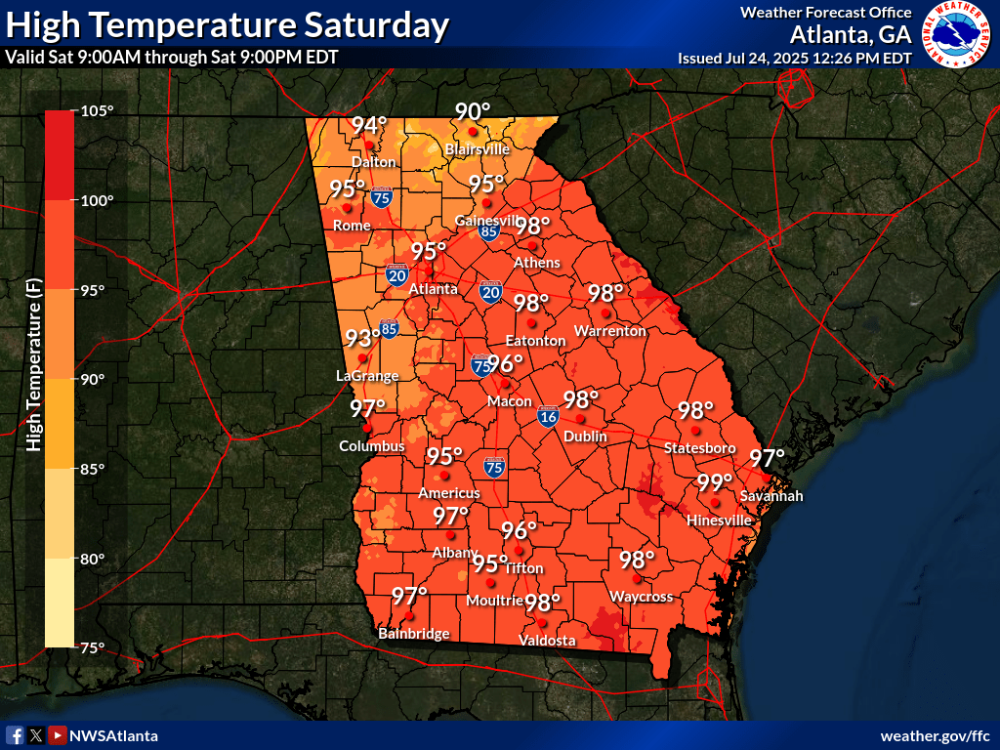 High Temperature Saturday
Valid Sat 9:00AM through Sat 9:00PM EDT
Weather Forecast Office
Atlanta, GA
Issued Jul 24, 2025 12:26 PM EDT
NATIONAL WEATHER SERVICE
High Temperature (F)
105°
100°
95°
90°
85°
80°
75°
94°
Dalton
90°
Blairsville
95°
Rome
75
95°
Gainesvill
85
98°
Athens
95°
Atlanta
20
20
98°
Eatonton
98°
Warrenton
85
93°
LaGrange
75
96°
Macon
97°
Columbus
16
98°
Dublin
98°
Statesboro
95°
Americus
75
97°
Savannah
99°
Hinesville
97°
Albany
96°
Tifton
95°
Moultrie
98°
Waycross
97°
Bainbridge
98°
Valdosta
NWSAtlanta
weather.gov/ffc